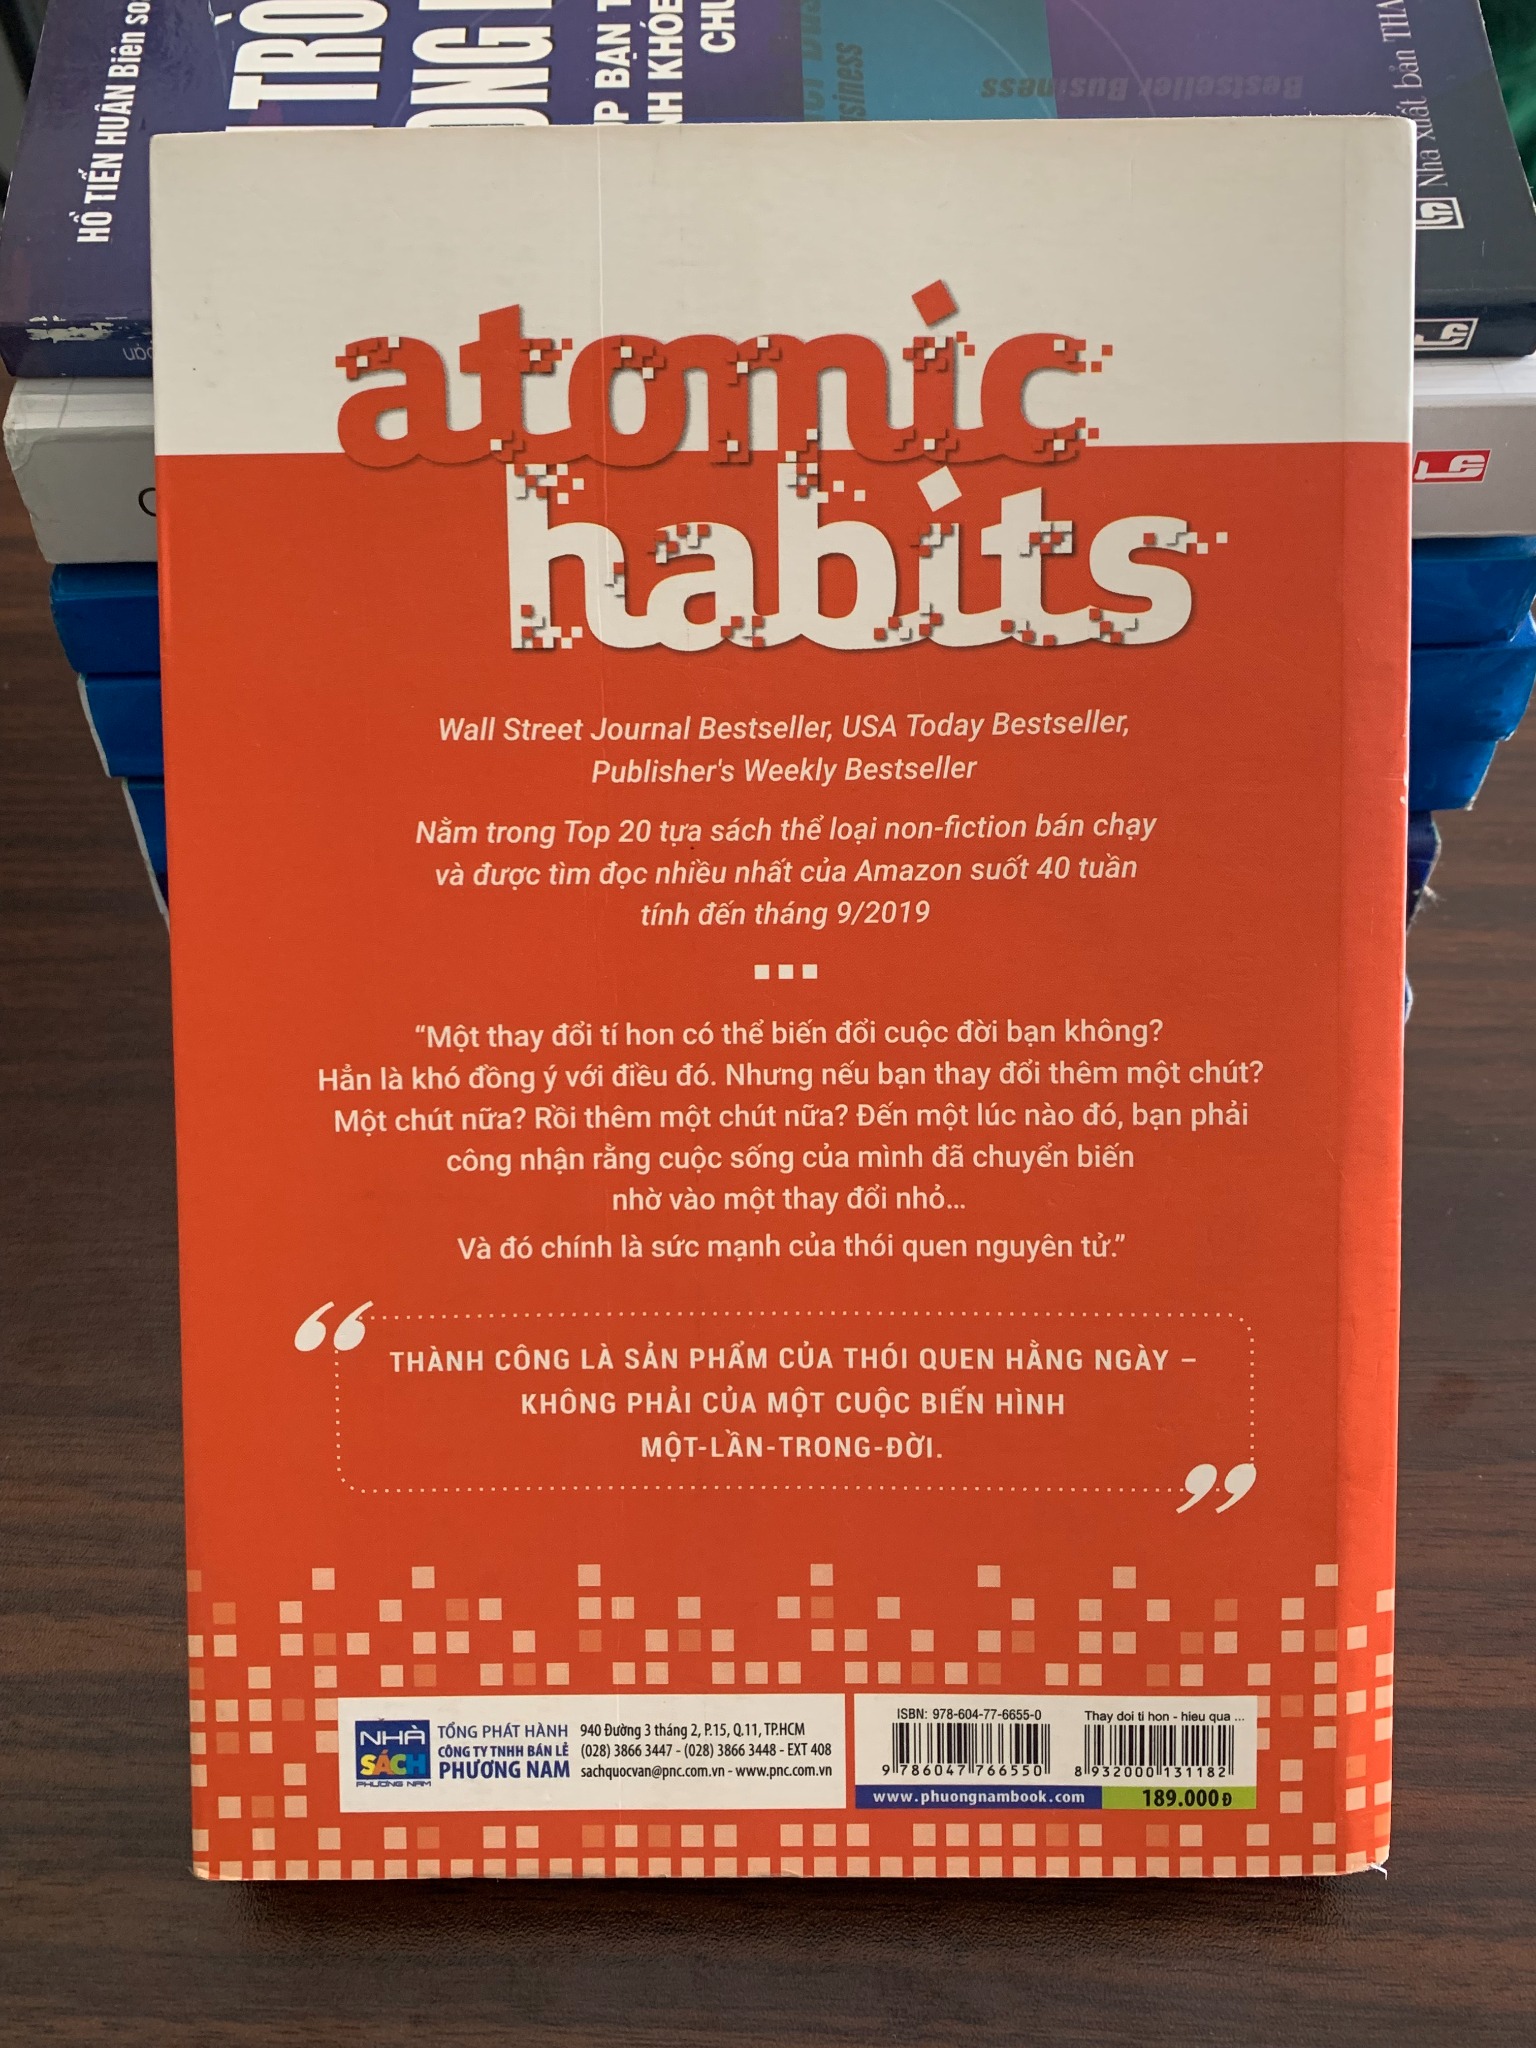 HỒ TIẾN HUÂN Biên so
TRÒ
ONG
P BẠN T
NH KHỎE
CHU
Business
Bestseller Business
Nhà xuất bản THA
atomic
habits
Wall Street Journal Bestseller, USA Today Bestseller,
Publisher's Weekly Bestseller
Nằm trong Top 20 tựa sách thể loại non-fiction bán chạy
và được tìm đọc nhiều nhất của Amazon suốt 40 tuần
tính đến tháng 9/2019
“Một thay đổi tí hon có thể biến đổi cuộc đời bạn không?
Hẳn là khó đồng ý với điều đó. Nhưng nếu bạn thay đổi thêm một chút?
Một chút nữa? Rồi thêm một chút nữa? Đến một lúc nào đó, bạn phải
công nhận rằng cuộc sống của mình đã chuyển biến
nhờ vào một thay đổi nhỏ...
Và đó chính là sức mạnh của thói quen nguyên tử.”
“THÀNH CÔNG LÀ SẢN PHẨM CỦA THÓI QUEN HẰNG NGÀY –
KHÔNG PHẢI CỦA MỘT CUỘC BIẾN HÌNH
MỘT-LẦN-TRONG-ĐỜI.”
NHÀ
SÁCH
PHƯƠNG NAM
TỔNG PHÁT HÀNH
CÔNG TY TNHH BÁN LẺ
PHƯƠNG NAM
940 Đường 3 tháng 2, P.15, Q.11, TP.HCM
(028) 3866 3447 - (028) 3866 3448 - EXT 408
sachquocvan@pnc.com.vn - www.pnc.com.vn
ISBN: 978-604-77-6655-0
9 786047 766550
Thay doi ti hon - hieu qua ...
8 932000 131182
www.phuongnambook.com
189.000 Đ